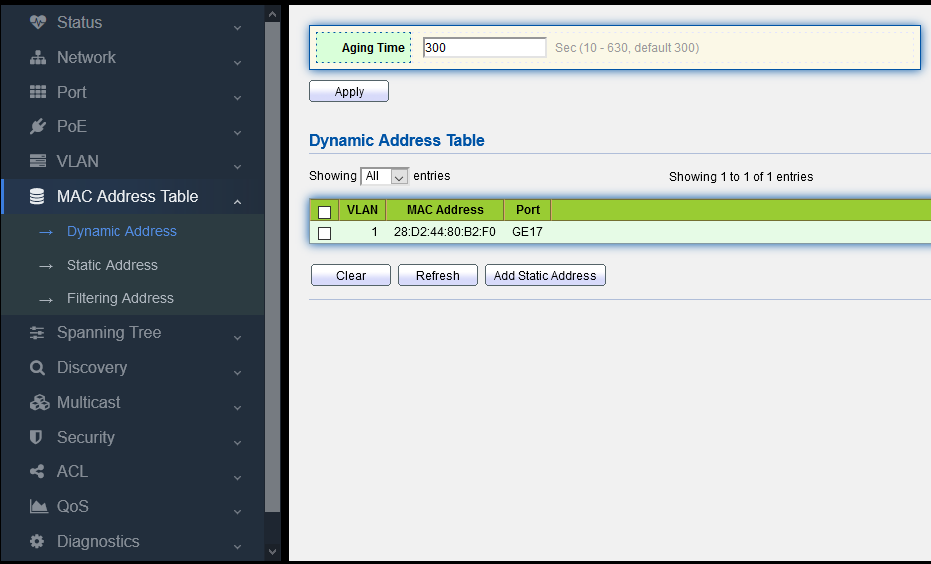 Status
Network
Port
PoE
VLAN
MAC Address Table
→ Dynamic Address
→ Static Address
→ Filtering Address
Spanning Tree
Discovery
Multicast
Security
ACL
QoS
Diagnostics
Aging Time 300 Sec (10 - 630, default 300)
Apply
Dynamic Address Table
Showing All entries Showing 1 to 1 of 1 entries
VLAN MAC Address Port
1 28:D2:44:80:B2:F0 GE17
Clear Refresh Add Static Address